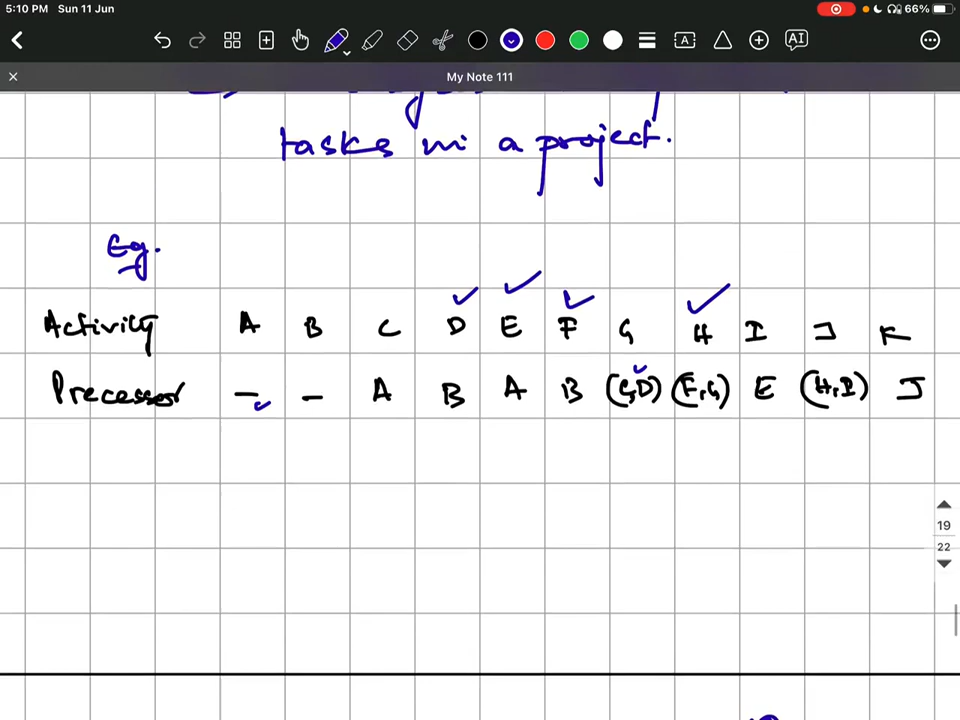 5:10 PM Sun 11 Jun 66%
My Note 111
tasks in a project.
Eg.
Activity A B C D E F G H I J K
Precessor — — A B A B (G,D) (F,G) E (H,I) J
19
22